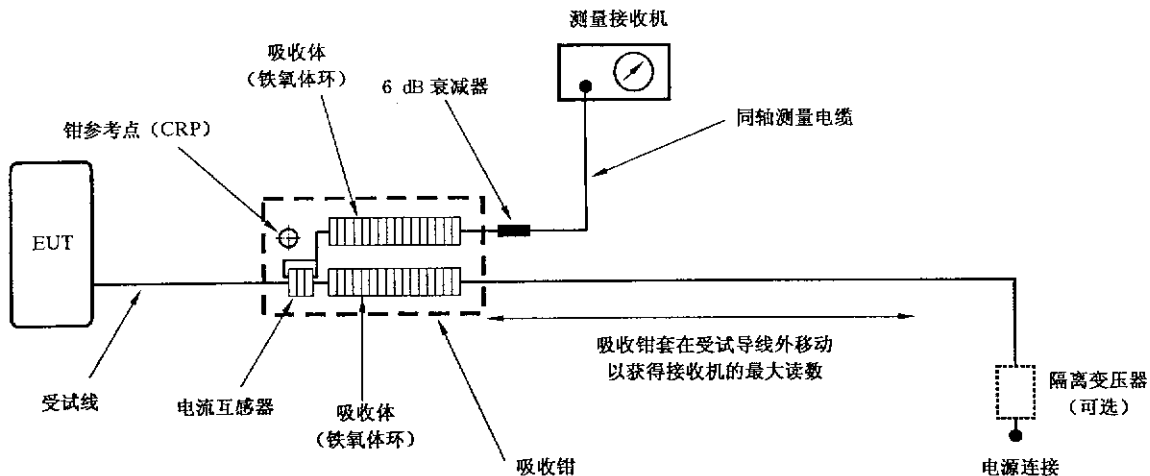 测量接收机
吸收体
（铁氧体环）
6 dB 衰减器
钳参考点（CRP）
同轴测量电缆
EUT
吸收钳套在受试导线外移动
以获得接收机的最大读数
受试线
电流互感器
吸收体
（铁氧体环）
吸收钳
隔离变压器
（可选）
电源连接